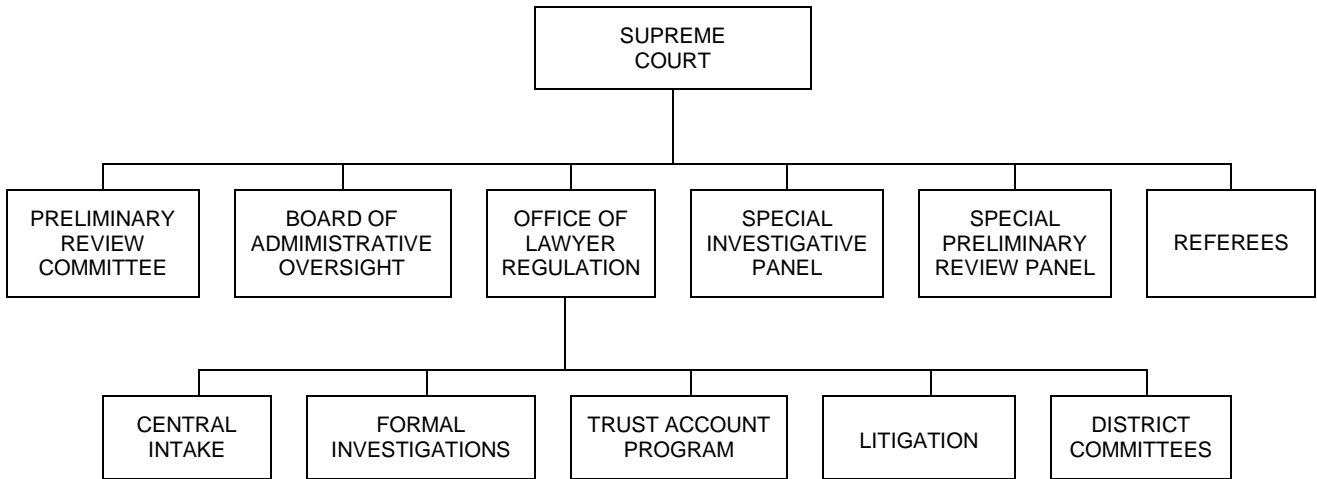 SUPREME
COURT
PRELIMINARY
REVIEW
COMMITTEE
BOARD OF
ADMIMISTRATIVE
OVERSIGHT
OFFICE OF
LAWYER
REGULATION
SPECIAL
INVESTIGATIVE
PANEL
SPECIAL
PRELIMINARY
REVIEW PANEL
REFEREES
CENTRAL
INTAKE
FORMAL
INVESTIGATIONS
TRUST ACCOUNT
PROGRAM
LITIGATION
DISTRICT
COMMITTEES